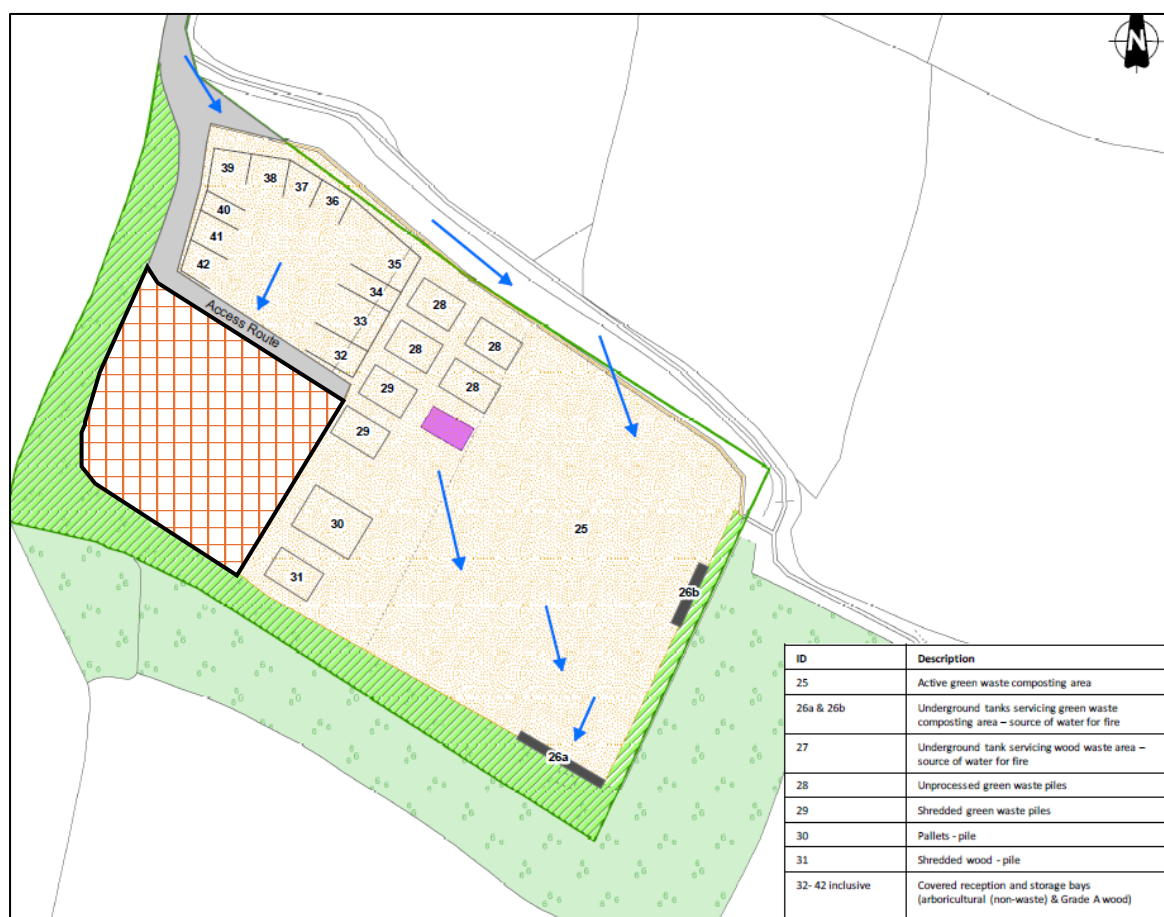 N
39
38
37
36
40
41
42
35
34
33
32
Access Route
28
28
28
28
29
29
30
31
25
26b
26a
ID Description
25 Active green waste composting area
26a & 26b Underground tanks servicing green waste
composting area – source of water for fire
27 Underground tank servicing wood waste area –
source of water for fire
28 Unprocessed green waste piles
29 Shredded green waste piles
30 Pallets - pile
31 Shredded wood - pile
32- 42 inclusive Covered reception and storage bays
(arboricultural (non-waste) & Grade A wood)